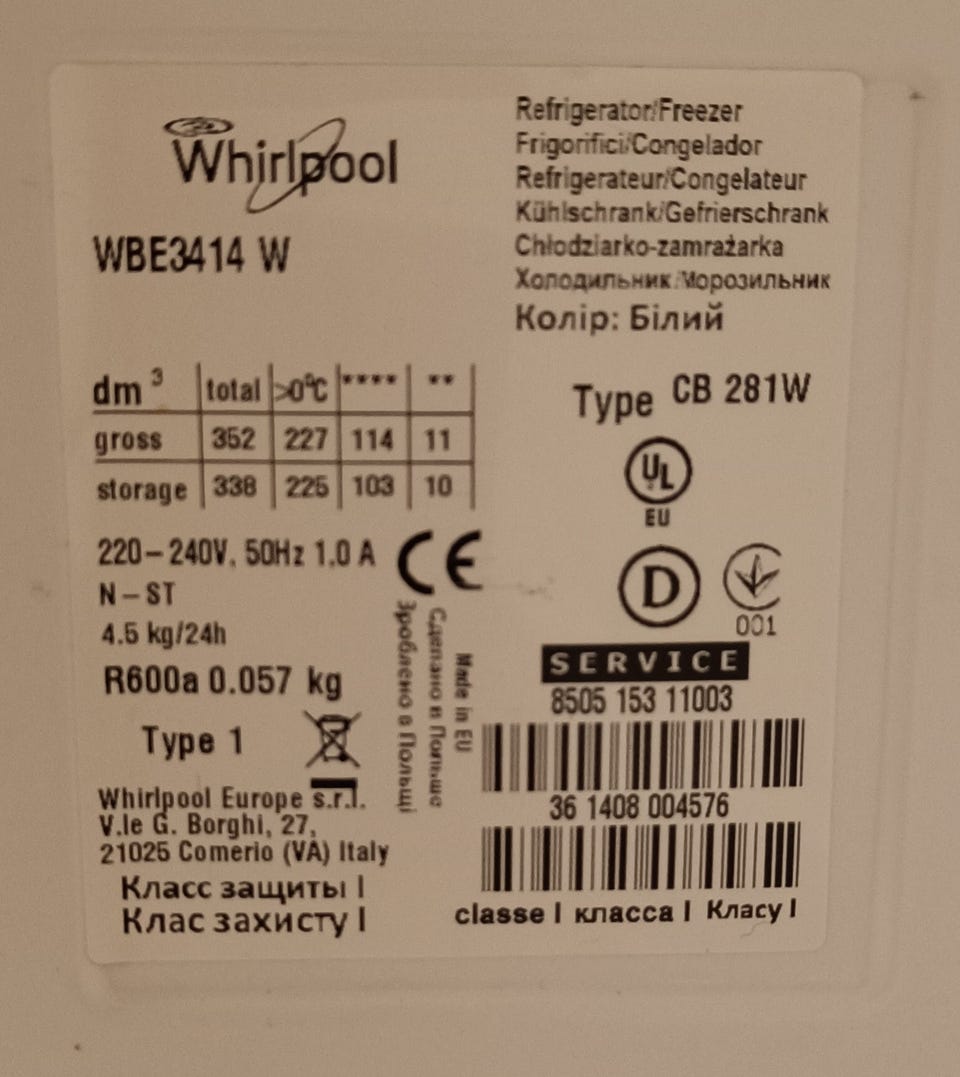 Whirlpool
WBE3414 W
Refrigerator/Freezer
Frigorifici/Congelador
Refrigerateur/Congelateur
Kühlschrank/Gefrierschrank
Chłodziarko-zamrażarka
Холодильник/Морозильник
Колір: Білий
dm³ total >0°C **** **
gross 352 227 114 11
storage 338 225 103 10
Type CB 281W
UL
EU
220-240V, 50Hz 1.0 A
CE
N-ST
4.5 kg/24h
R600a 0.057 kg
Type 1
D
001
Made in EU
Сделано в Польше
Зроблено в Польщі
SERVICE
8505 153 11003
36 1408 004576
Whirlpool Europe s.r.l.
V.le G. Borghi, 27,
21025 Comerio (VA) Italy
Класс защиты I
Клас захисту I
classe I класса I Класу I